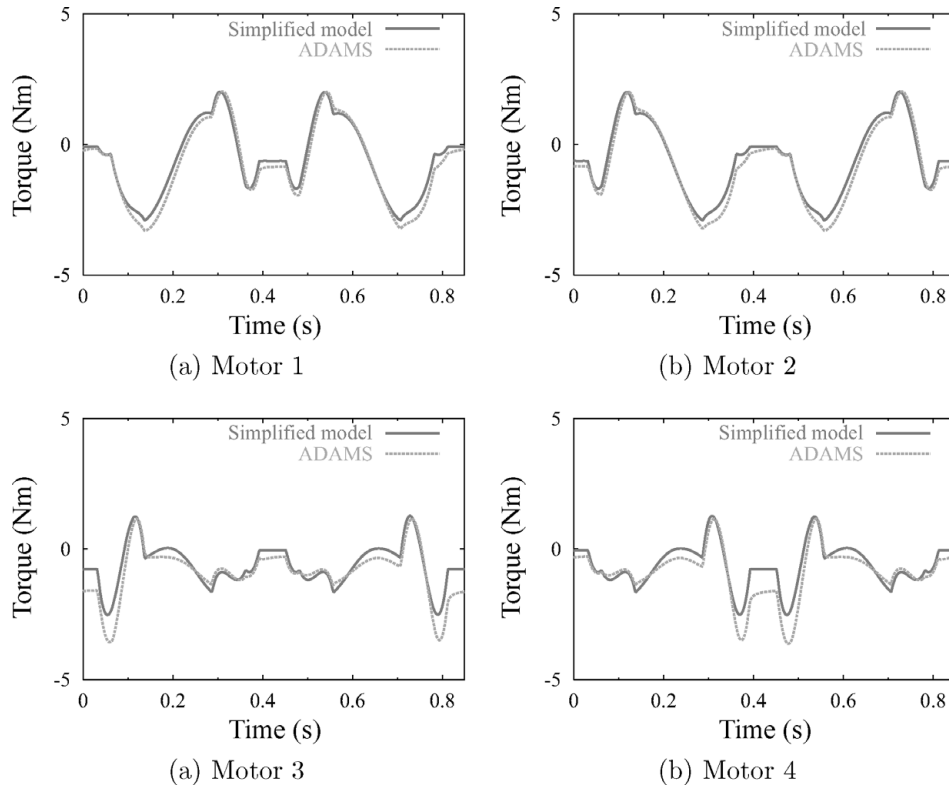 5
Simplified model
ADAMS
Torque (Nm)
0
-5
0 0.2 0.4 0.6 0.8
Time (s)
(a) Motor 1
5
Simplified model
ADAMS
Torque (Nm)
0
-5
0 0.2 0.4 0.6 0.8
Time (s)
(b) Motor 2
5
Simplified model
ADAMS
Torque (Nm)
0
-5
0 0.2 0.4 0.6 0.8
Time (s)
(a) Motor 3
5
Simplified model
ADAMS
Torque (Nm)
0
-5
0 0.2 0.4 0.6 0.8
Time (s)
(b) Motor 4